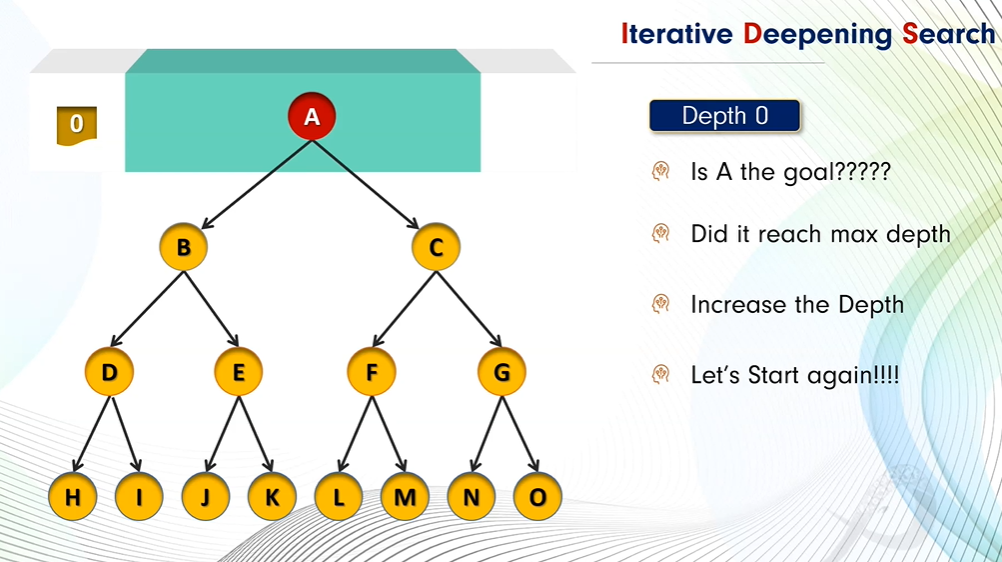 Iterative Deepening Search
0
A
Depth 0
Is A the goal?????
B
C
Did it reach max depth
Increase the Depth
D
E
F
G
Let's Start again!!!!
H
I
J
K
L
M
N
O